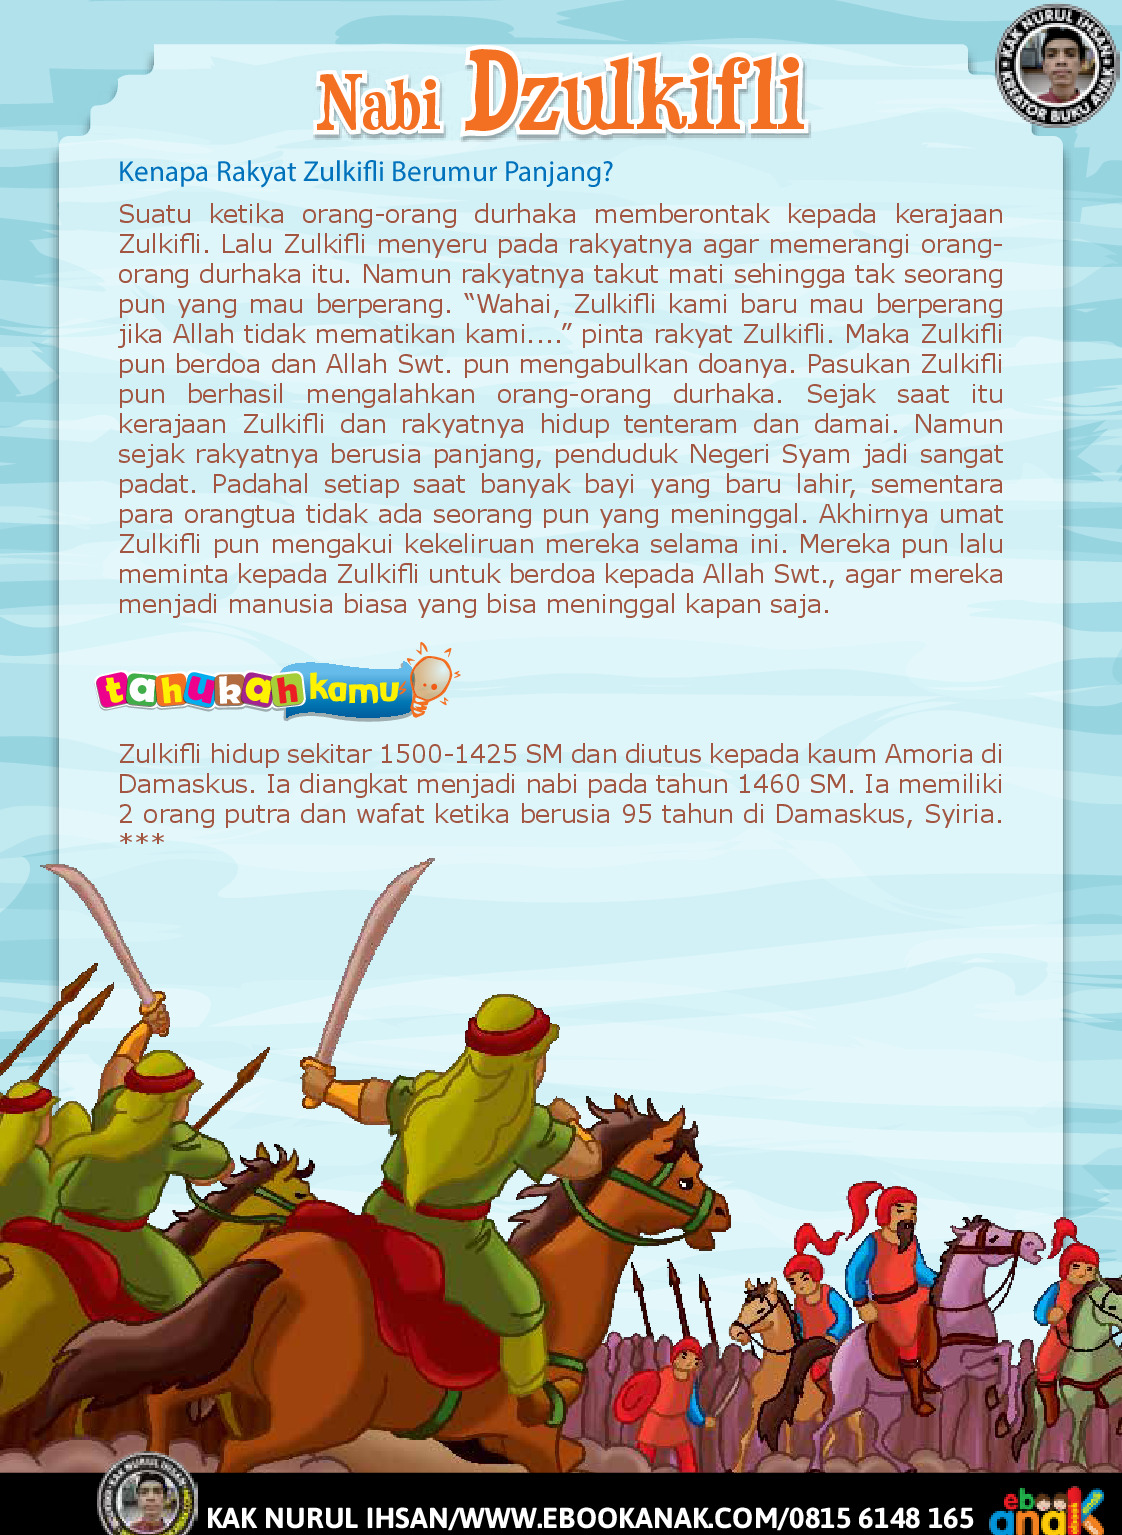 KAK NURUL IHSAN
KREATOR BUKU ANAK
Nabi Dzulkifli
Kenapa Rakyat Zulkifli Berumur Panjang?
Suatu ketika orang-orang durhaka memberontak kepada kerajaan
Zulkifli. Lalu Zulkifli menyeru pada rakyatnya agar memerangi orang-
orang durhaka itu. Namun rakyatnya takut mati sehingga tak seorang
pun yang mau berperang. “Wahai, Zulkifli kami baru mau berperang
jika Allah tidak mematikan kami....” pinta rakyat Zulkifli. Maka Zulkifli
pun berdoa dan Allah Swt. pun mengabulkan doanya. Pasukan Zulkifli
pun berhasil mengalahkan orang-orang durhaka. Sejak saat itu
kerajaan Zulkifli dan rakyatnya hidup tenteram dan damai. Namun
sejak rakyatnya berusia panjang, penduduk Negeri Syam jadi sangat
padat. Padahal setiap saat banyak bayi yang baru lahir, sementara
para orangtua tidak ada seorang pun yang meninggal. Akhirnya umat
Zulkifli pun mengakui kekeliruan mereka selama ini. Mereka pun lalu
meminta kepada Zulkifli untuk berdoa kepada Allah Swt., agar mereka
menjadi manusia biasa yang bisa meninggal kapan saja.
tahukah kamu
Zulkifli hidup sekitar 1500-1425 SM dan diutus kepada kaum Amoria di
Damaskus. Ia diangkat menjadi nabi pada tahun 1460 SM. Ia memiliki
2 orang putra dan wafat ketika berusia 95 tahun di Damaskus, Syiria.
***
KAK NURUL IHSAN
KAK NURUL IHSAN/WWW.EBOOKANAK.COM/0815 6148 165
ebook
anak